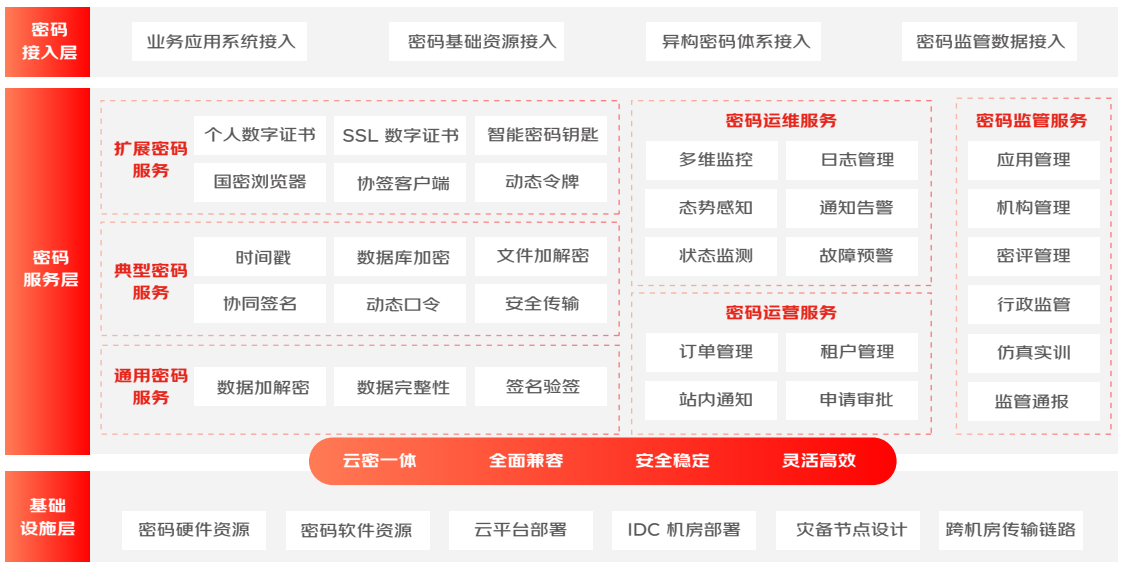 密码
接入层
业务应用系统接入
密码基础资源接入
异构密码体系接入
密码监管数据接入
密码
服务层
扩展密码
服务
个人数字证书
SSL 数字证书
智能密码钥匙
国密浏览器
协签客户端
动态令牌
典型密码
服务
时间戳
数据库加密
文件加解密
协同签名
动态口令
安全传输
通用密码
服务
数据加解密
数据完整性
签名验签
密码运维服务
多维监控
日志管理
态势感知
通知告警
状态监测
故障预警
密码运营服务
订单管理
租户管理
站内通知
申请审批
密码监管服务
应用管理
机构管理
密评管理
行政监管
仿真实训
监管通报
云密一体
全面兼容
安全稳定
灵活高效
基础
设施层
密码硬件资源
密码软件资源
云平台部署
IDC 机房部署
灾备节点设计
跨机房传输链路